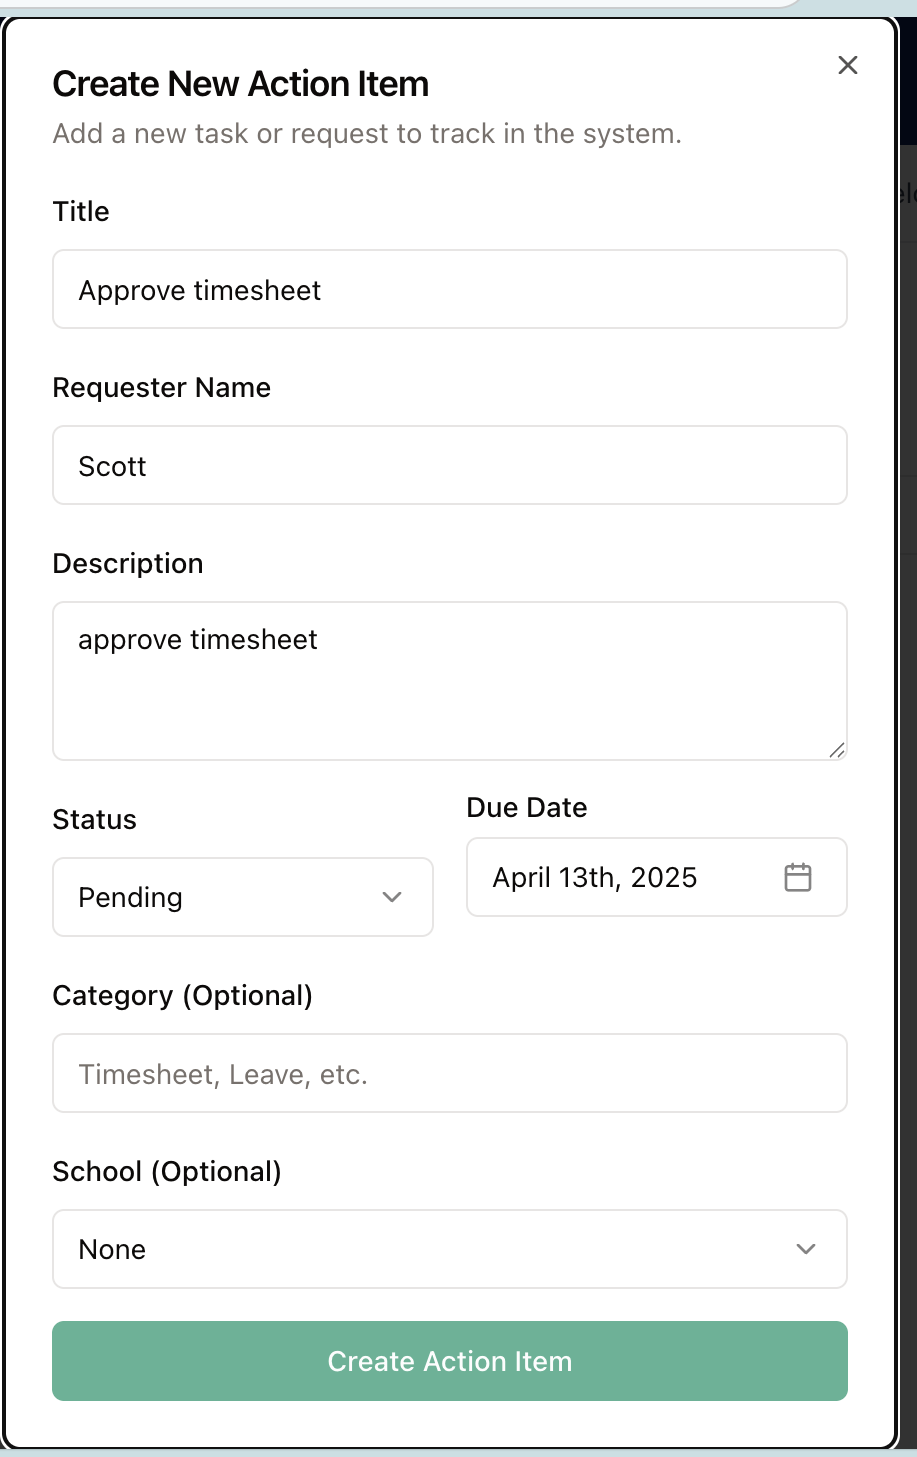 Create New Action Item
Add a new task or request to track in the system.
Title
Approve timesheet
Requester Name
Scott
Description
approve timesheet
Status
Due Date
Pending
April 13th, 2025
Category (Optional)
Timesheet, Leave, etc.
School (Optional)
None
Create Action Item